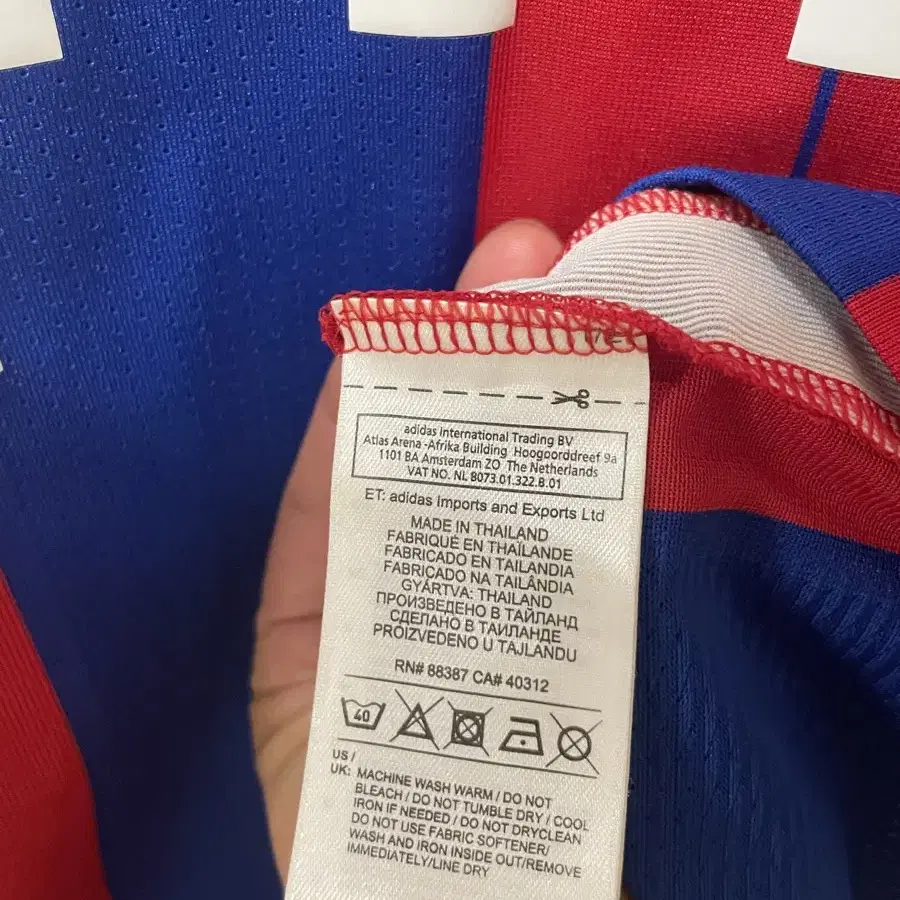 adidas International Trading BV
Atlas Arena -Afrika Building Hoogoorddreef 9a
1101 BA Amsterdam ZO The Netherlands
VAT NO. NL 8073.01.322.B.01
ET: adidas Imports and Exports Ltd
MADE IN THAILAND
FABRIQUÉ EN THAÏLANDE
FABRICADO EN TAILANDIA
FABRICADO NA TAILÂNDIA
GYÁRTVA: THAILAND
ПРОИЗВЕДЕНО В ТАЙЛАНД
СДЕЛАНО В ТАИЛАНДЕ
PROIZVEDENO U TAJLANDU
RN# 88387 CA# 40312
40
US /
UK: MACHINE WASH WARM / DO NOT
BLEACH / DO NOT TUMBLE DRY / COOL
IRON IF NEEDED / DO NOT DRYCLEAN
DO NOT USE FABRIC SOFTENER/
WASH AND IRON INSIDE OUT/REMOVE
IMMEDIATELY/LINE DRY